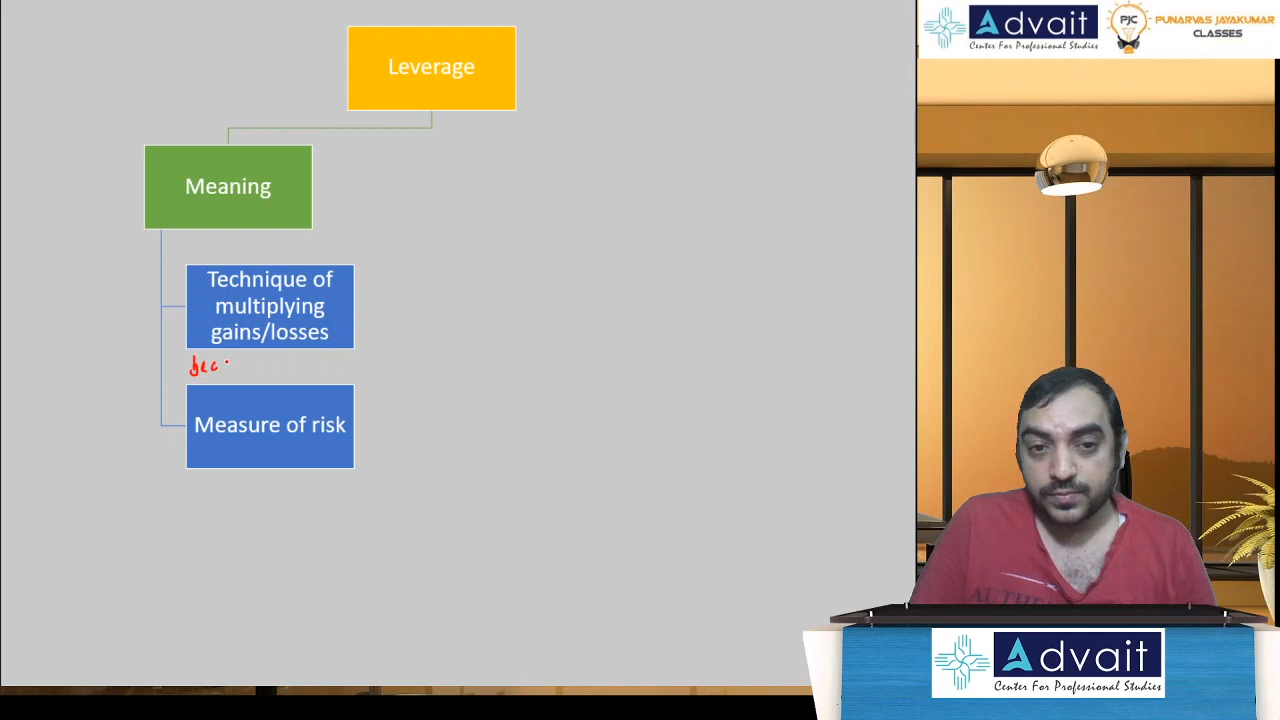 Leverage
Meaning
Technique of
multiplying
gains/losses
Measure of risk
Advait
Center For Professional Studies
PJC
PUNARVAS JAYAKUMAR
CLASSES
Advait
Center For Professional Studies